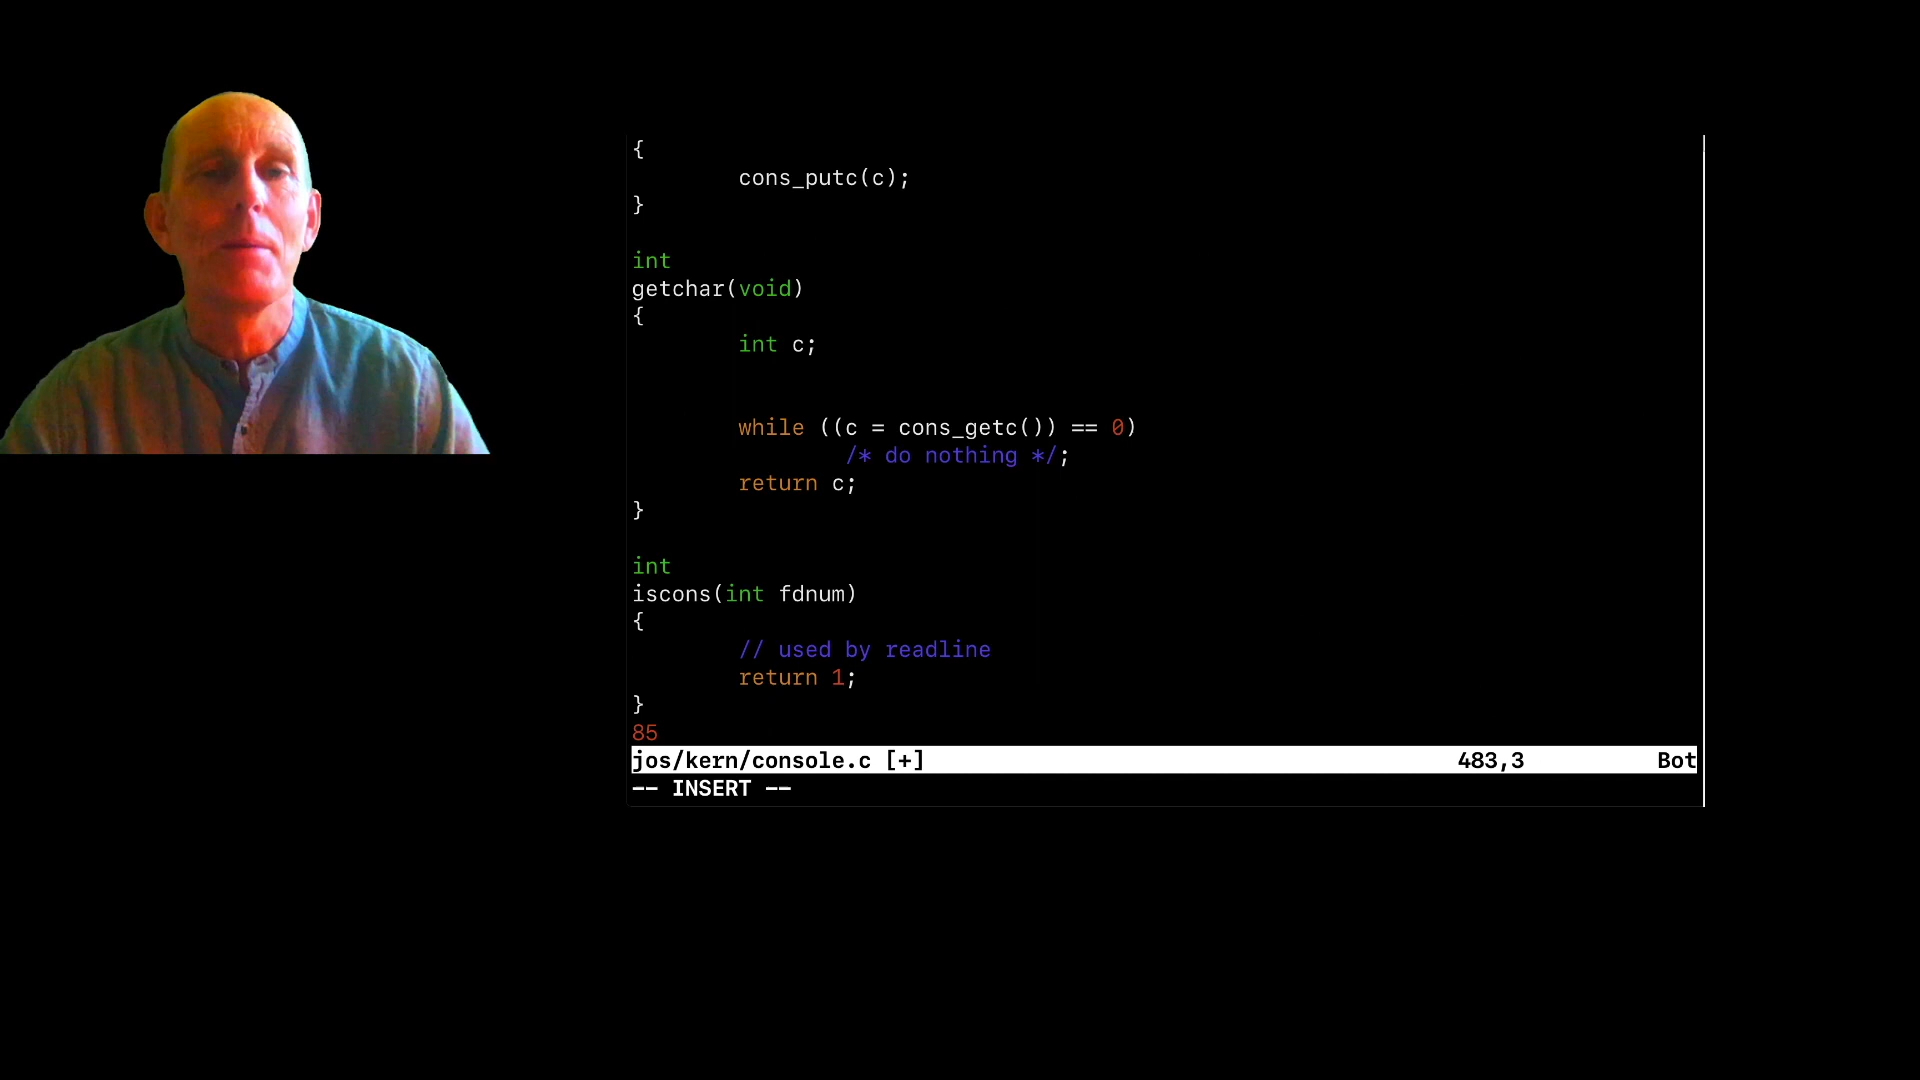 {
cons_putc(c);
}
int
getchar(void)
{
int c;
while ((c = cons_getc()) == 0)
/* do nothing */;
return c;
}
int
iscons(int fdnum)
{
// used by readline
return 1;
}
85
jos/kern/console.c [+] 483,3 Bot
-- INSERT --